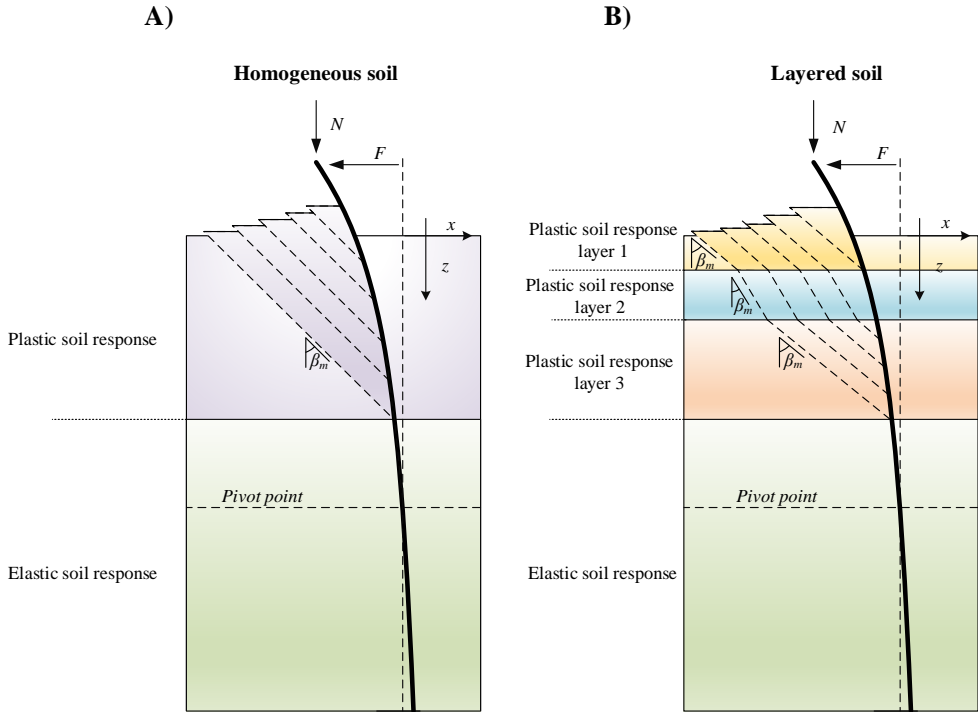 A)
Homogeneous soil
N
F
x
z
Plastic soil response
βm
Pivot point
Elastic soil response
B)
Layered soil
N
F
x
z
Plastic soil response
layer 1
βm
Plastic soil response
layer 2
βm
Plastic soil response
layer 3
βm
Pivot point
Elastic soil response